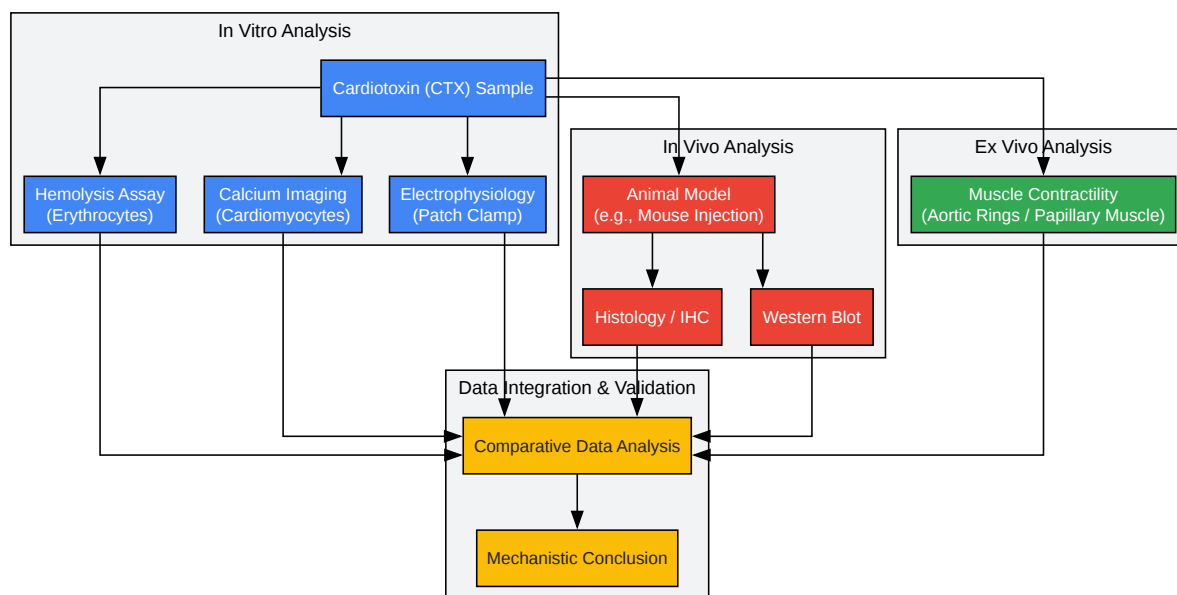 In Vitro Analysis
Cardiotoxin (CTX) Sample
Hemolysis Assay
(Erythrocytes)
Calcium Imaging
(Cardiomyocytes)
Electrophysiology
(Patch Clamp)
In Vivo Analysis
Animal Model
(e.g., Mouse Injection)
Histology / IHC
Western Blot
Ex Vivo Analysis
Muscle Contractility
(Aortic Rings / Papillary Muscle)
Data Integration & Validation
Comparative Data Analysis
Mechanistic Conclusion